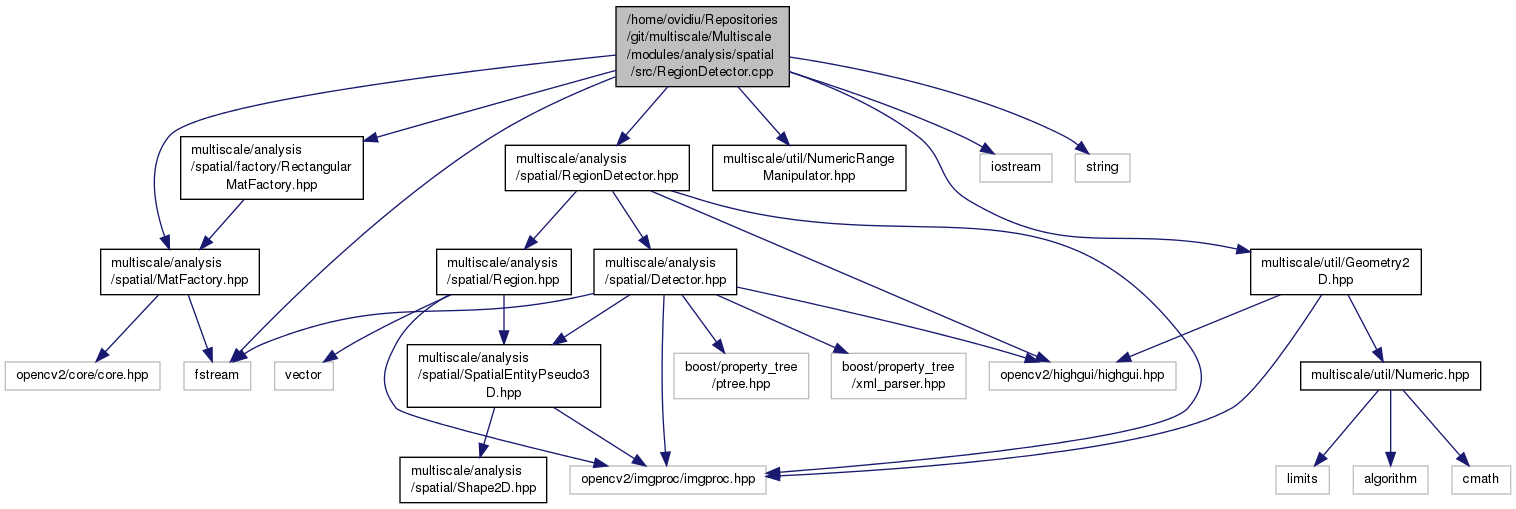 /home/ovidiu/Repositories
/git/multiscale/Multiscale
/modules/analysis/spatial
/src/RegionDetector.cpp
multiscale/analysis
/spatial/factory/Rectangular
MatFactory.hpp
multiscale/analysis
/spatial/RegionDetector.hpp
multiscale/util/NumericRange
Manipulator.hpp
iostream
string
multiscale/analysis
/spatial/MatFactory.hpp
multiscale/analysis
/spatial/Region.hpp
multiscale/analysis
/spatial/Detector.hpp
multiscale/util/Geometry2
D.hpp
opencv2/core/core.hpp
fstream
vector
multiscale/analysis
/spatial/SpatialEntityPseudo3
D.hpp
boost/property_tree
/ptree.hpp
boost/property_tree
/xml_parser.hpp
opencv2/highgui/highgui.hpp
multiscale/util/Numeric.hpp
multiscale/analysis
/spatial/Shape2D.hpp
opencv2/imgproc/imgproc.hpp
limits
algorithm
cmath